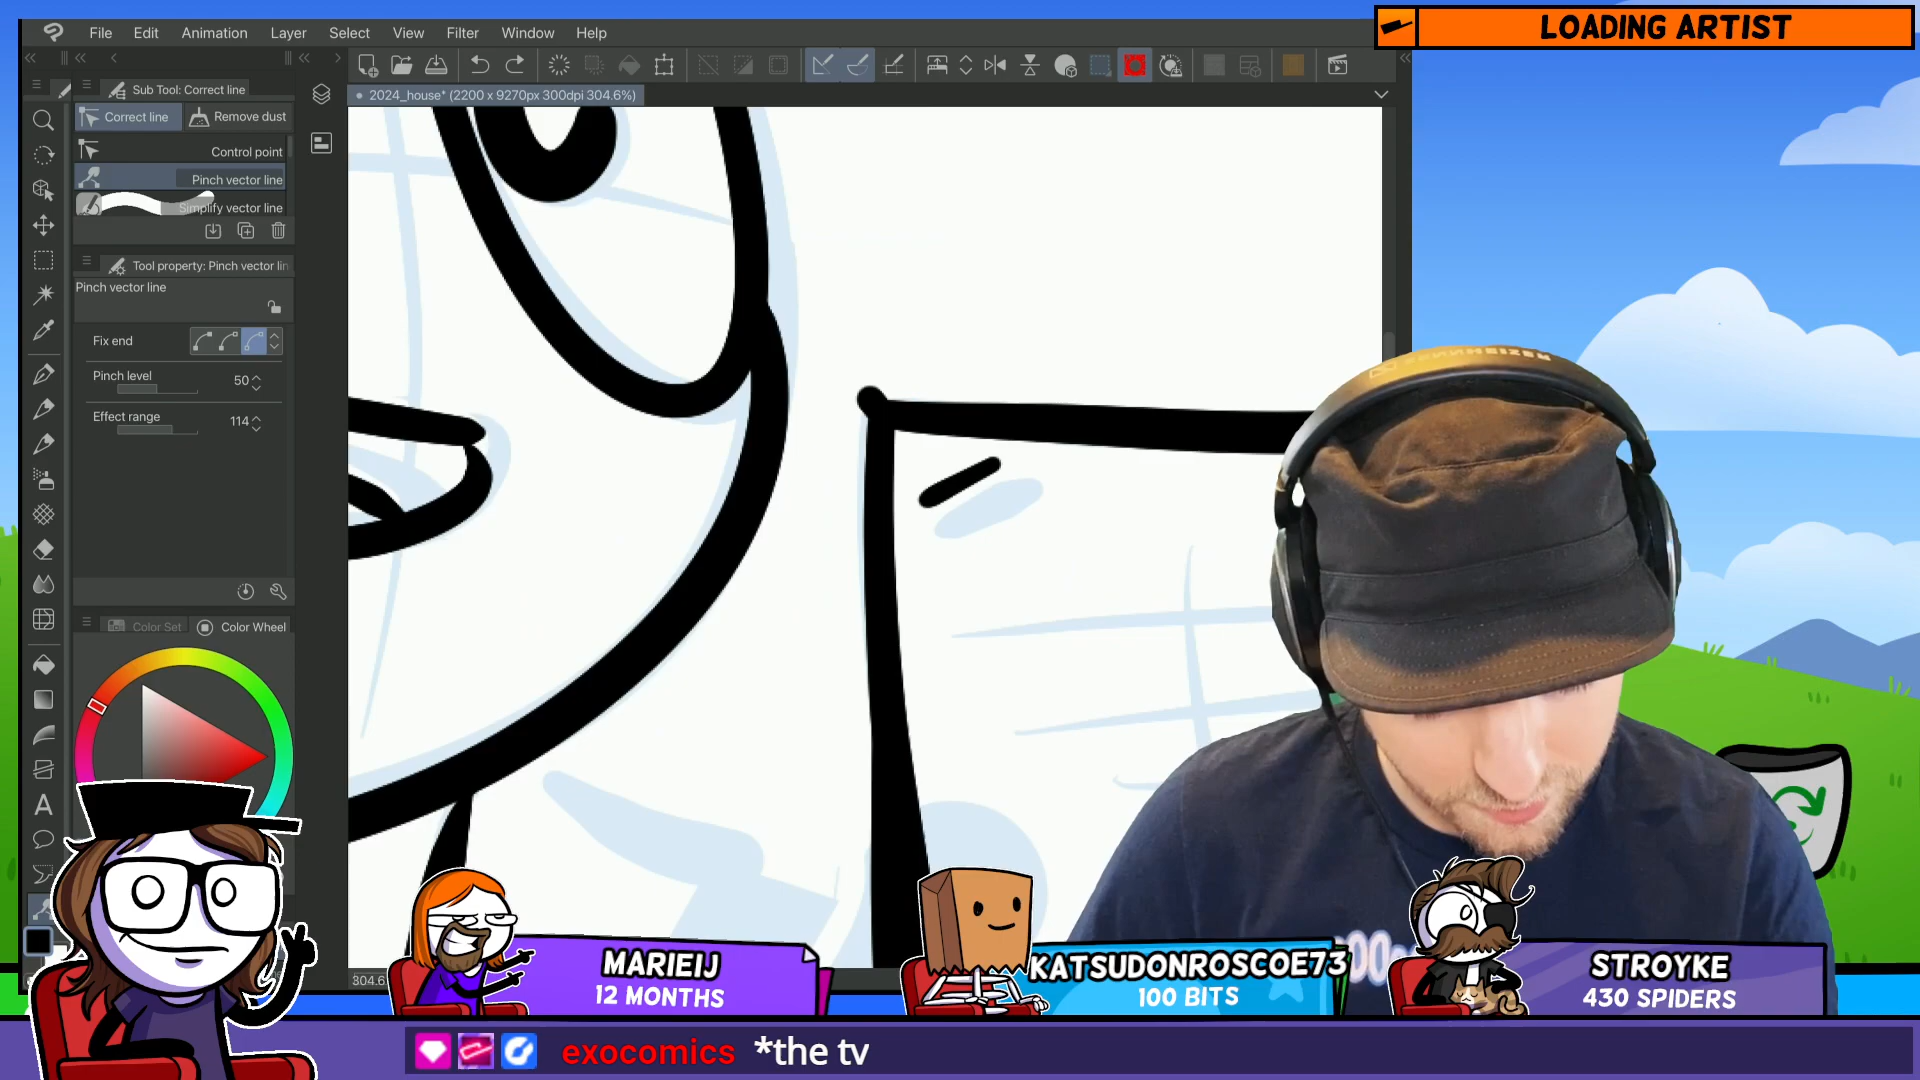 LOADING ARTIST
File Edit Animation Layer Select View Filter Window Help
Sub Tool: Correct line
2024_house* (2200 x 9270px 300dpi 304.6%)
Correct line Remove dust
Control point
Pinch vector line
Simplify vector line
Tool property: Pinch vector lin
Pinch vector line
Fix end
Pinch level 50
Effect range 114
Color Set Color Wheel
SENNHEISER
304.6
MARIEIJ
12 MONTHS
KATSUDONROSCOE73
100 BITS
STROYKE
430 SPIDERS
exocomics *the tv